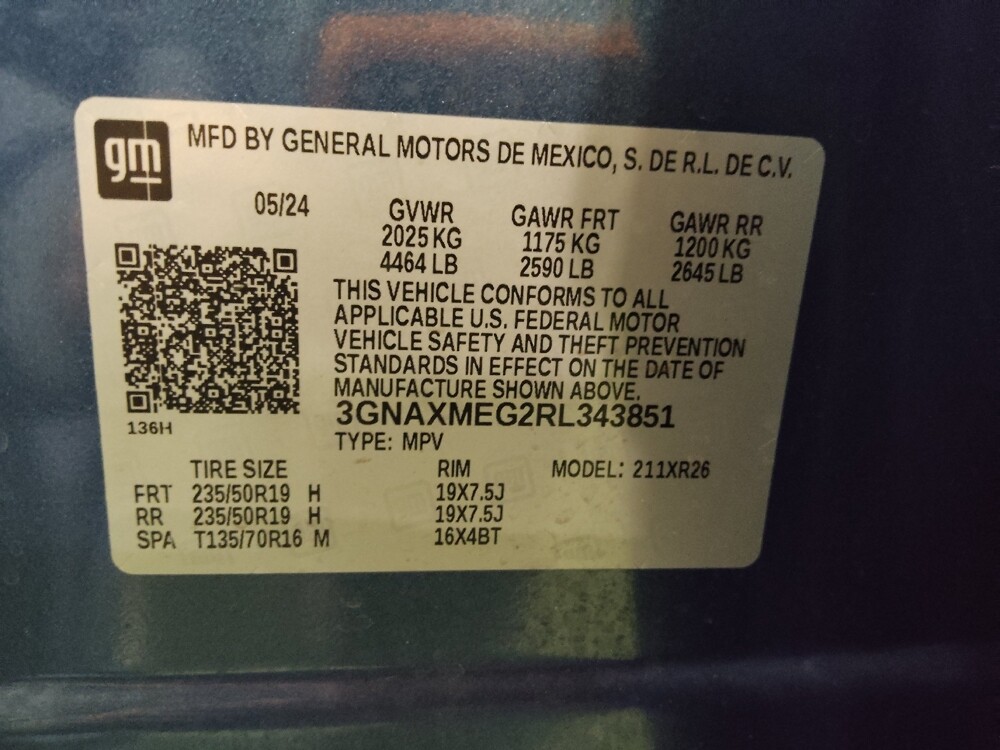 gm
MFD BY GENERAL MOTORS DE MEXICO, S. DE R.L. DE C.V.
05/24
GVWR GAWR FRT GAWR RR
2025 KG 1175 KG 1200 KG
4464 LB 2590 LB 2645 LB
THIS VEHICLE CONFORMS TO ALL
APPLICABLE U.S. FEDERAL MOTOR
VEHICLE SAFETY AND THEFT PREVENTION
STANDARDS IN EFFECT ON THE DATE OF
MANUFACTURE SHOWN ABOVE.
3GNAXMEG2RL343851
136H
TYPE: MPV
TIRE SIZE RIM MODEL: 211XR26
FRT 235/50R19 H 19X7.5J
RR 235/50R19 H 19X7.5J
SPA T135/70R16 M 16X4BT